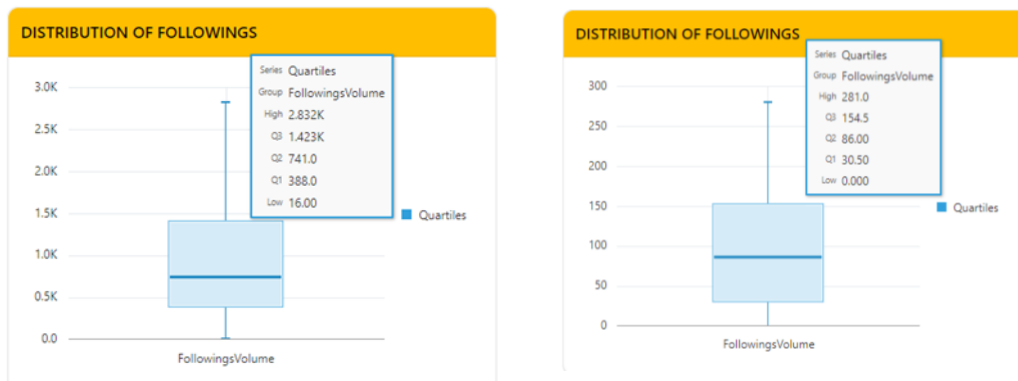 DISTRIBUTION OF FOLLOWINGS
Series Quartiles
Group FollowingsVolume
High 2.832K
Q3 1.423K
Q2 741.0
Q1 388.0
Low 16.00
3.0K
2.5K
2.0K
1.5K
1.0K
0.5K
0.0
FollowingsVolume
Quartiles
DISTRIBUTION OF FOLLOWINGS
Series Quartiles
Group FollowingsVolume
High 281.0
Q3 154.5
Q2 86.00
Q1 30.50
Low 0.000
300
250
200
150
100
50
0
FollowingsVolume
Quartiles